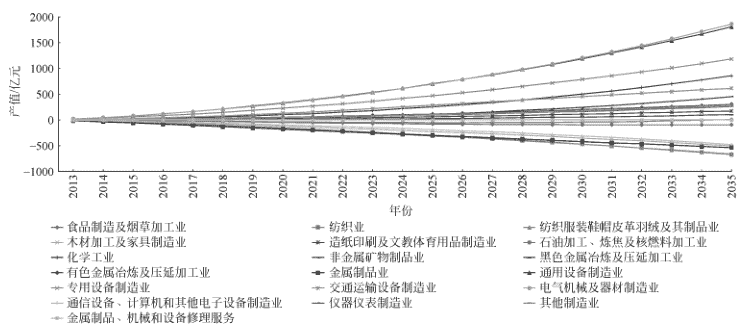 产值/亿元
2000
1500
1000
500
0
-500
-1000
2013 2014 2015 2016 2017 2018 2019 2020 2021 2022 2023 2024 2025 2026 2027 2028 2029 2030 2031 2032 2033 2034 2035
年份
食品制造及烟草加工业 纺织业 纺织服装鞋帽皮革羽绒及其制品业
木材加工及家具制造业 造纸印刷及文教体育用品制造业 石油加工、炼焦及核燃料加工业
化学工业 非金属矿物制品业 黑色金属冶炼及压延加工业
有色金属冶炼及压延加工业 金属制品业 通用设备制造业
专用设备制造业 交通运输设备制造业 电气机械及器材制造业
通信设备、计算机和其他电子设备制造业 仪器仪表制造业 其他制造业
金属制品、机械和设备修理服务